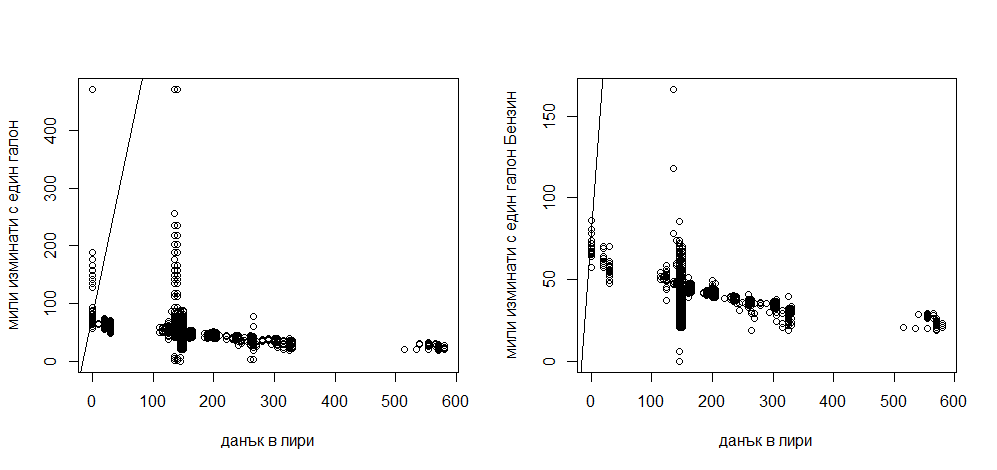 мили изминати с един галон
0 100 200 300 400
0 100 200 300 400 500 600
данък в лири
мили изминати с един галон Бензин
0 50 100 150
0 100 200 300 400 500 600
данък в лири